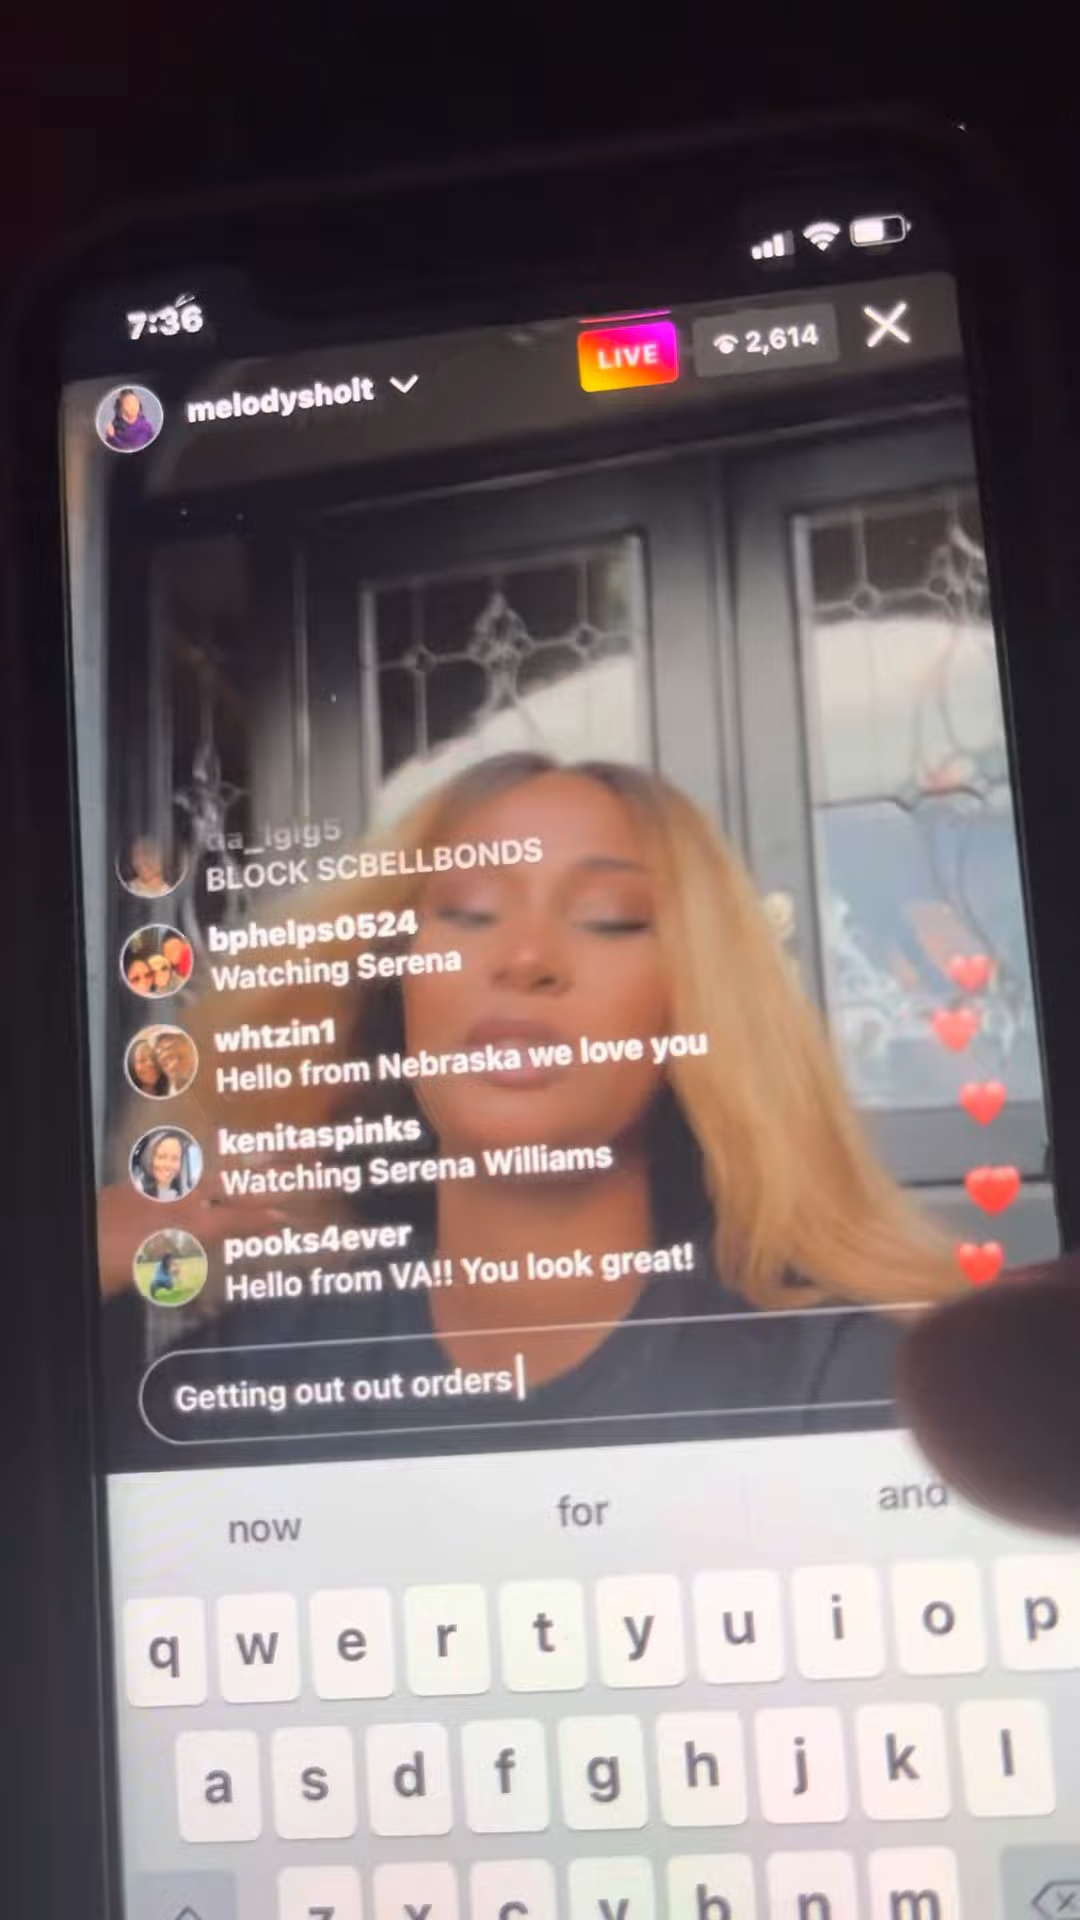 7:36
melodysholt
LIVE
2,614
BLOCK SCBELLBONDS
bphelps0524
Watching Serena
whtzin1
Hello from Nebraska we love you
kenitaspinks
Watching Serena Williams
pooks4ever
Hello from VA!! You look great!
Getting out out orders
now for and
q w e r t y u i o p
a s d f g h j k l
z x c v b n m